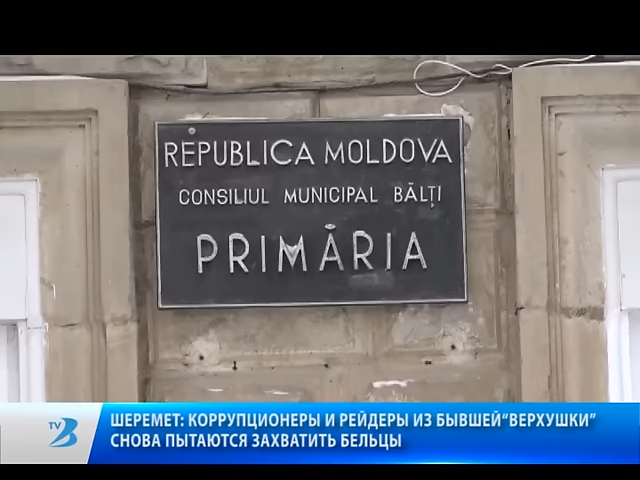 REPUBLICA MOLDOVA
CONSILIUL MUNICIPAL BĂLȚI
PRIMĂRIA
TV B
ШЕРЕМЕТ: КОРРУПЦИОНЕРЫ И РЕЙДЕРЫ ИЗ БЫВШЕЙ“ВЕРХУШКИ”
СНОВА ПЫТАЮТСЯ ЗАХВАТИТЬ БЕЛЬЦЫ